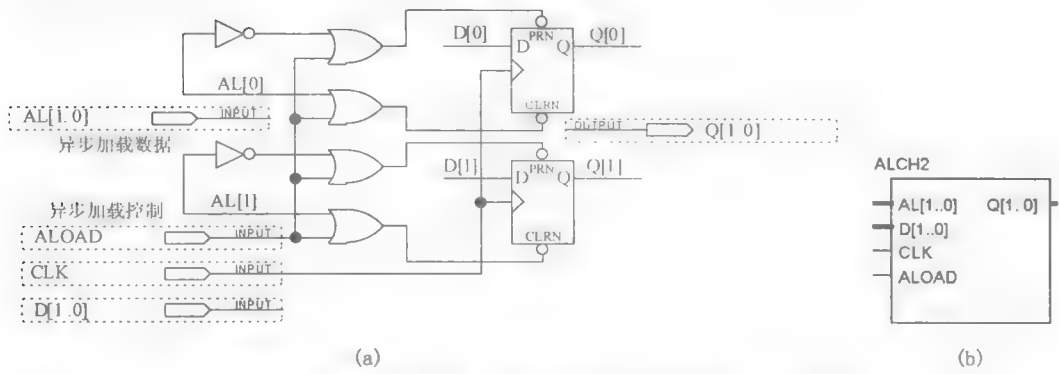 D[0]
PRN
D
Q
Q[0]
CLRN
AL[0]
AL[1..0]
INPUT
异步加载数据
OUTPUT
Q[1..0]
D[1]
PRN
D
Q
Q[1]
CLRN
AL[1]
异步加载控制
ALOAD
INPUT
CLK
INPUT
D[1..0]
INPUT
(a)
ALCH2
AL[1..0]
Q[1..0]
D[1..0]
CLK
ALOAD
(b)